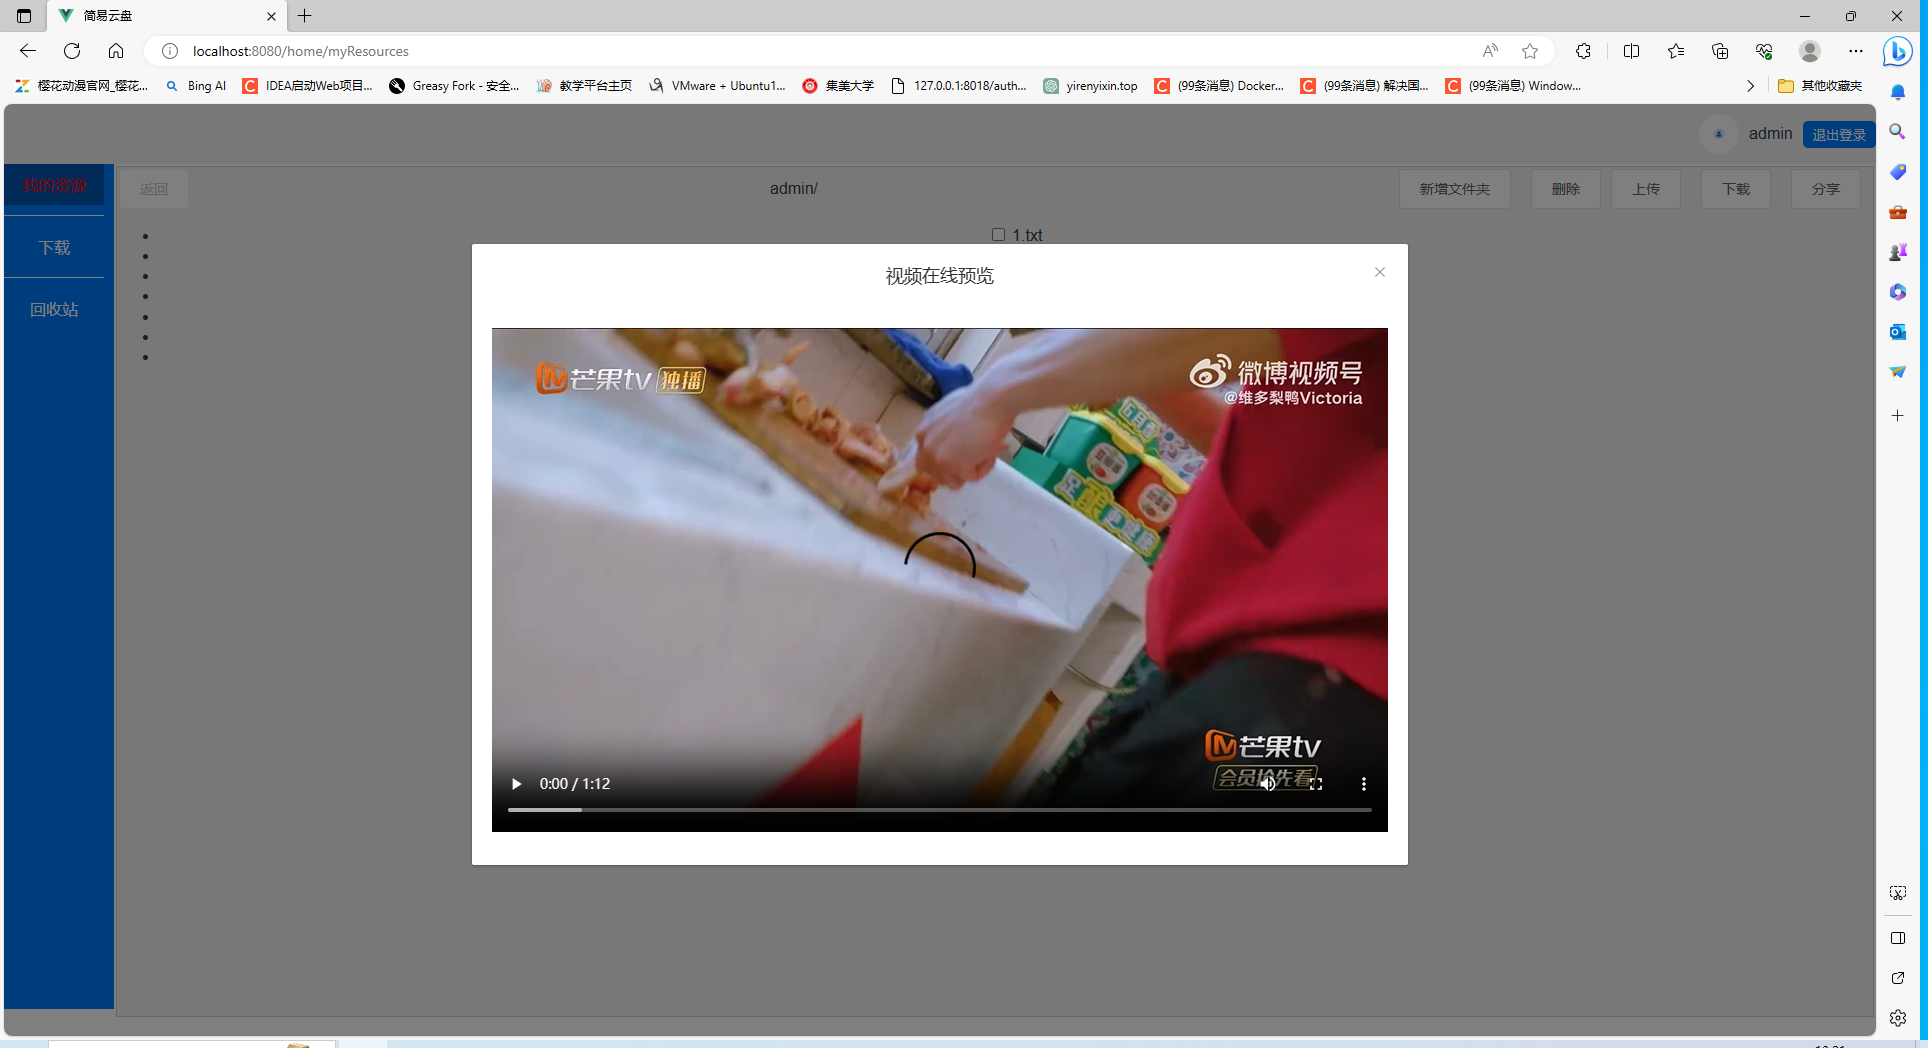 简易云盘
localhost:8080/home/myResources
樱花动漫官网_樱花...
Bing AI
IDEA启动Web项目...
Greasy Fork - 安全...
教学平台主页
VMware + Ubuntu1...
集美大学
127.0.0.1:8018/auth...
yirenyixin.top
(99条消息) Docker...
(99条消息) 解决国...
(99条消息) Window...
其他收藏夹
admin
退出登录
我的资源
返回
admin/
新增文件夹
删除
上传
下载
分享
1.txt
下载
回收站
视频在线预览
芒果tv 独播
微博视频号
@维多梨鸭Victoria
芒果tv
会员抢先看
0:00 / 1:12